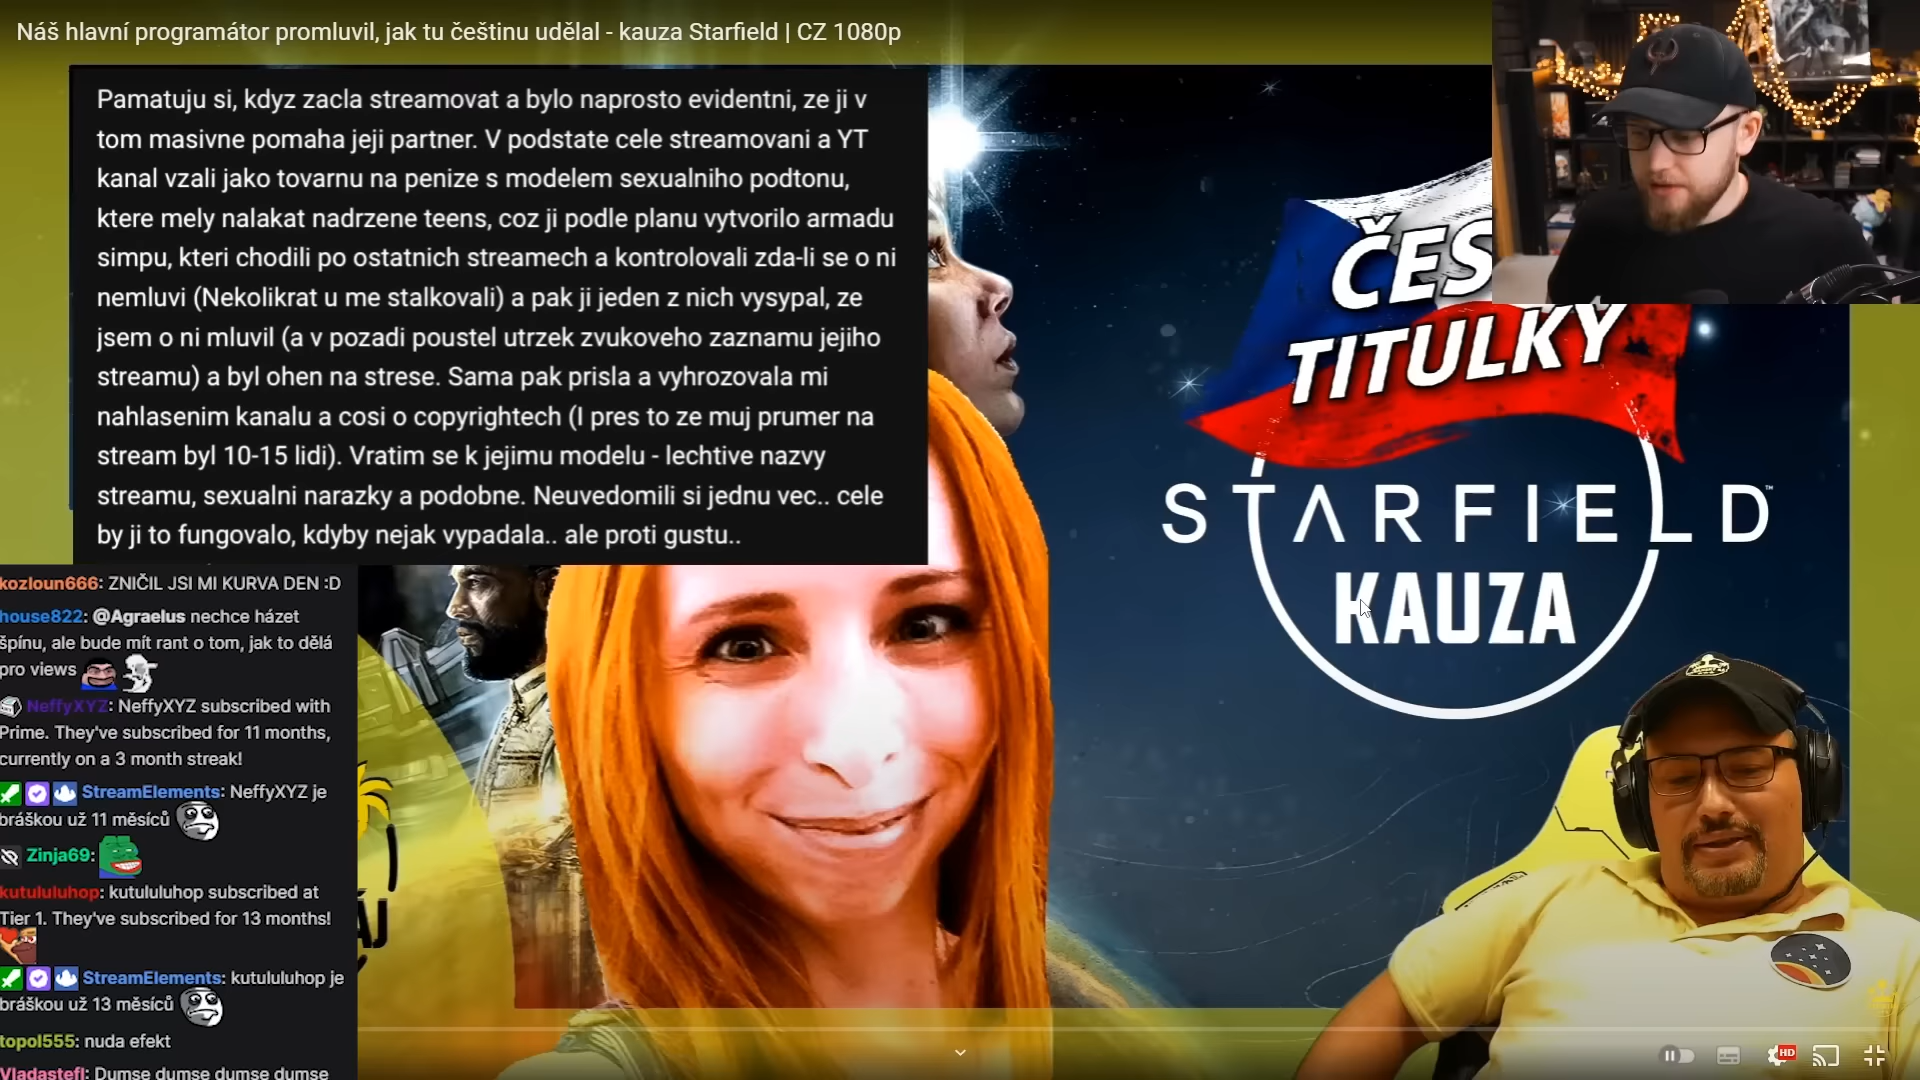 Náš hlavní programátor promluvil, jak tu češtinu udělal - kauza Starfield | CZ 1080p
Pamatuju si, kdyz zacla streamovat a bylo naprosto evidentni, ze ji v
tom masivne pomaha jeji partner. V podstate cele streamovani a YT
kanal vzali jako tovarnu na penize s modelem sexualniho podtonu,
ktere mely nalakat nadrzene teens, coz ji podle planu vytvorilo armadu
simpu, kteri chodili po ostatnich streamech a kontrolovali zda-li se o ni
nemluvi (Nekolikrat u me stalkovali) a pak ji jeden z nich vysypal, ze
jsem o ni mluvil (a v pozadi poustel utrzek zvukoveho zaznamu jejiho
streamu) a byl ohen na strese. Sama pak prisla a vyhrozovala mi
nahlasenim kanalu a cosi o copyrightech (I pres to ze muj prumer na
stream byl 10-15 lidi). Vratim se k jejimu modelu - lechtive nazvy
streamu, sexualni narazky a podobne. Neuvedomili si jednu vec.. cele
by ji to fungovalo, kdyby nejak vypadala.. ale proti gustu..
ČES
TITULKY
STARFIELD™
KAUZA
kozloun666: ZNIČIL JSI MI KURVA DEN :D
house822: @Agraelus nechce házet
špínu, ale bude mít rant o tom, jak to dělá
pro views
NeffyXYZ: NeffyXYZ subscribed with
Prime. They've subscribed for 11 months,
currently on a 3 month streak!
StreamElements: NeffyXYZ je
bráškou už 11 měsíců
Zinja69:
kutululuhop: kutululuhop subscribed at
Tier 1. They've subscribed for 13 months!
StreamElements: kutululuhop je
bráškou už 13 měsíců
topol555: nuda efekt
Vladastefl: Dumse dumse dumse dumse
ÁJ
HD